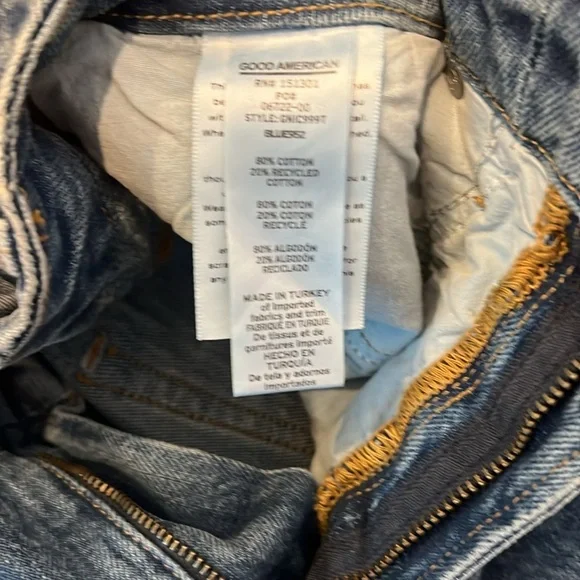 GOOD AMERICAN
RN# 151301
PO#
06722-00
STYLE: GNIC999T
BLUE952
80% COTTON
20% RECYCLED
COTTON
80% COTON
20% COTON
RECYCLÉ
80% ALGODÓN
20% ALGODÓN
RECICLADO
MADE IN TURKEY
of Imported
fabrics and trim
FABRIQUÉ EN TURQUIE
De tissus et de
garnitures importé
HECHO EN
TURQUÍA
De tela y adornos
importados